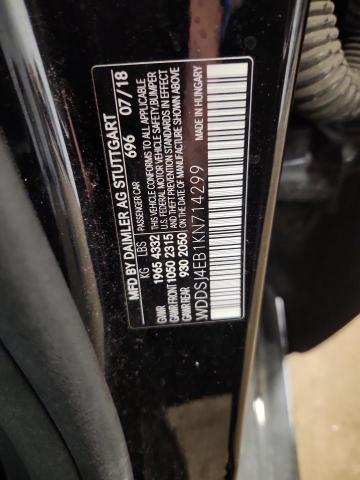 MFD BY DAIMLER AG STUTTGART
696 07/18
KG LBS PASSENGER CAR
GVWR 1965 4332 THIS VEHICLE CONFORMS TO ALL APPLICABLE
GAWR FRONT 1050 2315 U.S. FEDERAL MOTOR VEHICLE SAFETY, BUMPER
GAWR REAR 930 2050 AND THEFT PREVENTION STANDARDS IN EFFECT
ON THE DATE OF MANUFACTURE SHOWN ABOVE
MADE IN HUNGARY
WDDSJ4EB1KN714299